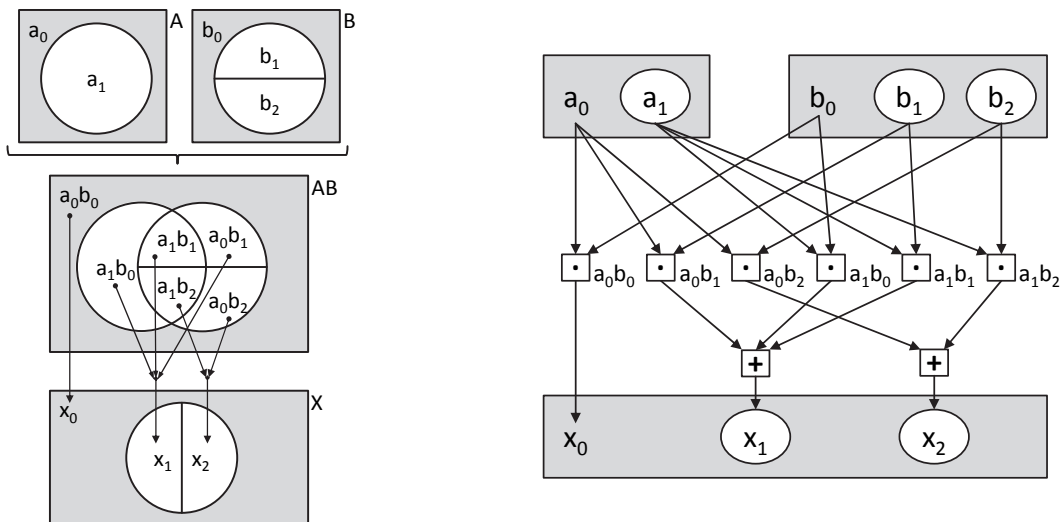 A
a₀
a₁
B
b₀
b₁
b₂
AB
a₀b₀
a₁b₁
a₀b₁
a₁b₀
a₁b₂
a₀b₂
X
x₀
x₁
x₂
a₀
a₁
b₀
b₁
b₂
· a₀b₀
· a₀b₁
· a₀b₂
· a₁b₀
· a₁b₁
· a₁b₂
+
+
x₀
x₁
x₂